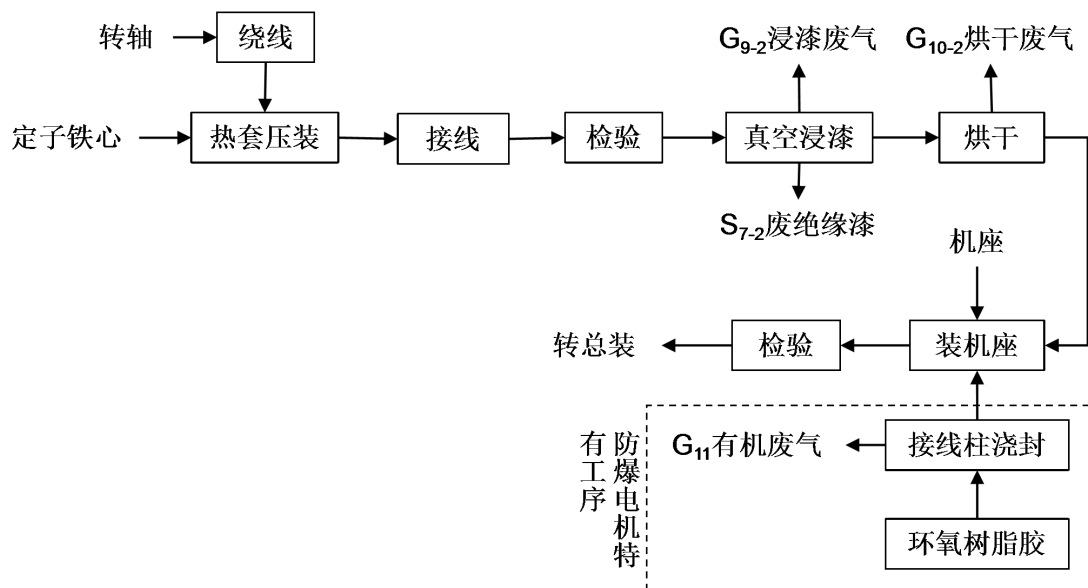 转轴
绕线
G9-2浸漆废气
G10-2烘干废气
定子铁心
热套压装
接线
检验
真空浸漆
烘干
S7-2废绝缘漆
机座
转总装
检验
装机座
防爆电机特
有工序
G11有机废气
接线柱浇封
环氧树脂胶